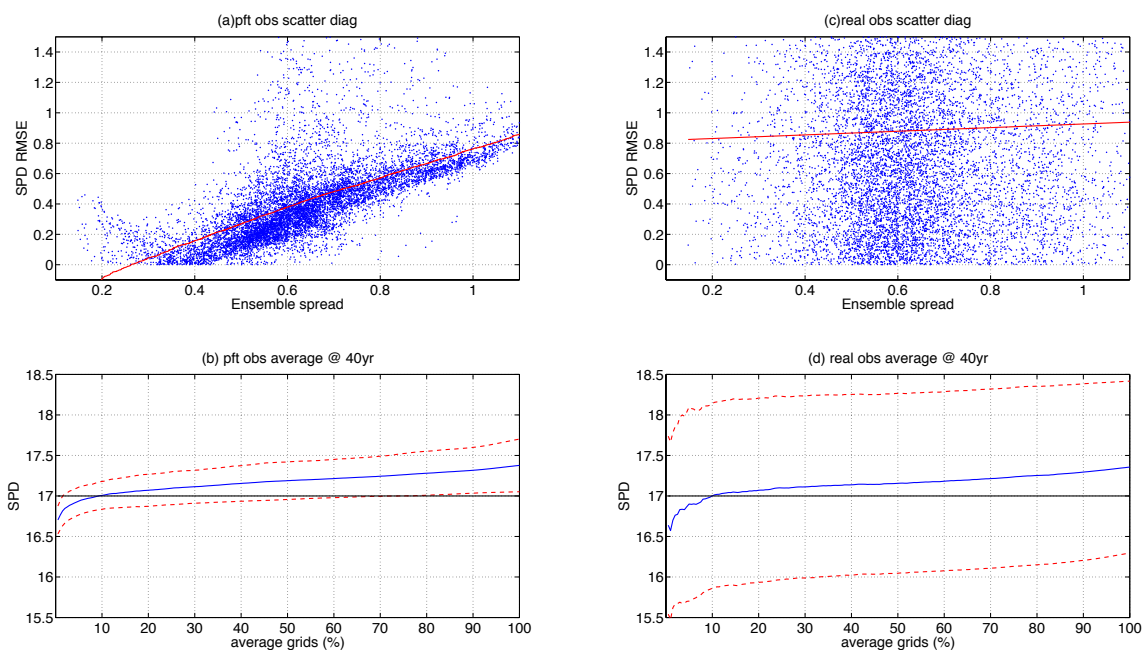 (a)pft obs scatter diag
1.4
1.2
1
0.8
0.6
0.4
0.2
0
SPD RMSE
0.2 0.4 0.6 0.8 1
Ensemble spread
(c)real obs scatter diag
1.4
1.2
1
0.8
0.6
0.4
0.2
0
SPD RMSE
0.2 0.4 0.6 0.8 1
Ensemble spread
(b) pft obs average @ 40yr
18.5
18
17.5
17
16.5
16
15.5
SPD
10 20 30 40 50 60 70 80 90 100
average grids (%)
(d) real obs average @ 40yr
18.5
18
17.5
17
16.5
16
15.5
SPD
10 20 30 40 50 60 70 80 90 100
average grids (%)